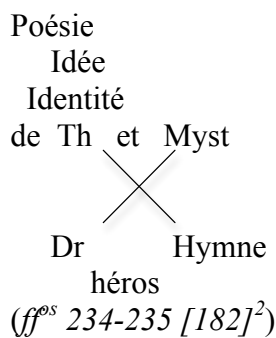 Poésie
Idée
Identité
de Th et Myst
Dr Hymne
héros
(ffos 234-235 [182]2)